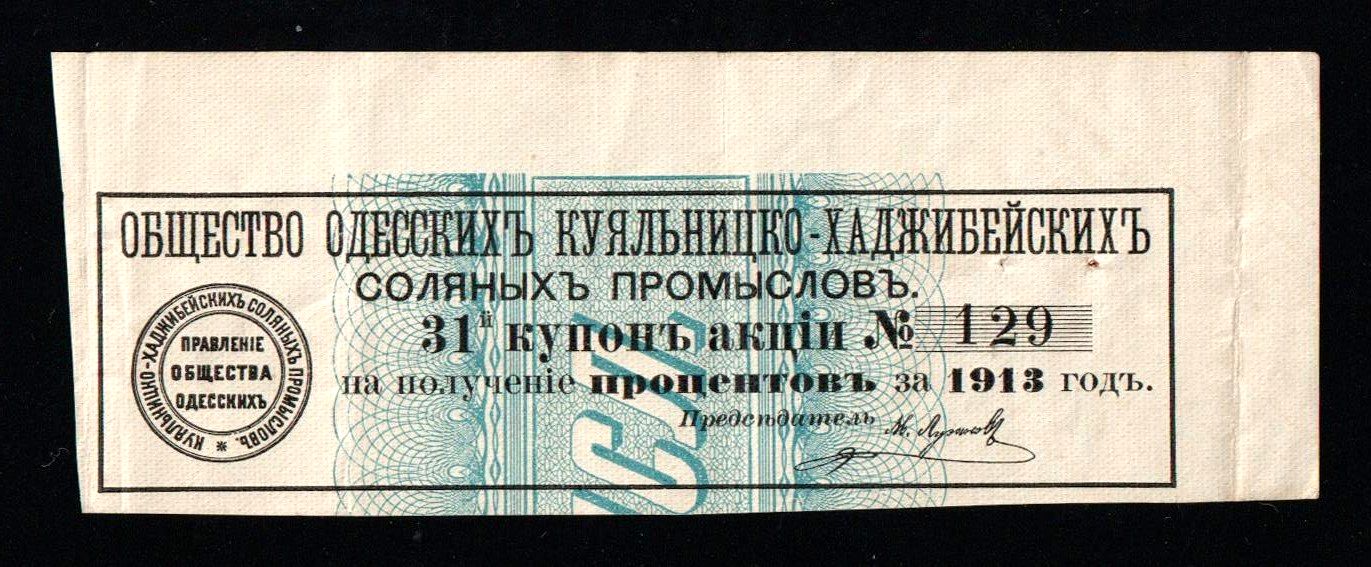 ОБЩЕСТВО ОДЕССКИХЪ КУЯЛЬНИЦКО-ХАДЖИБЕЙСКИХЪ
СОЛЯНЫХЪ ПРОМЫСЛОВЪ.
31й купонъ акціи № 129
на полученіе процентовъ за 1913 годъ.
Предсѣдатель
КУЯЛЬНИЦКО-ХАДЖИБЕЙСКИХЪ СОЛЯНЫХЪ ПРОМЫСЛОВЪ. *
ПРАВЛЕНІЕ
ОБЩЕСТВА
ОДЕССКИХЪ